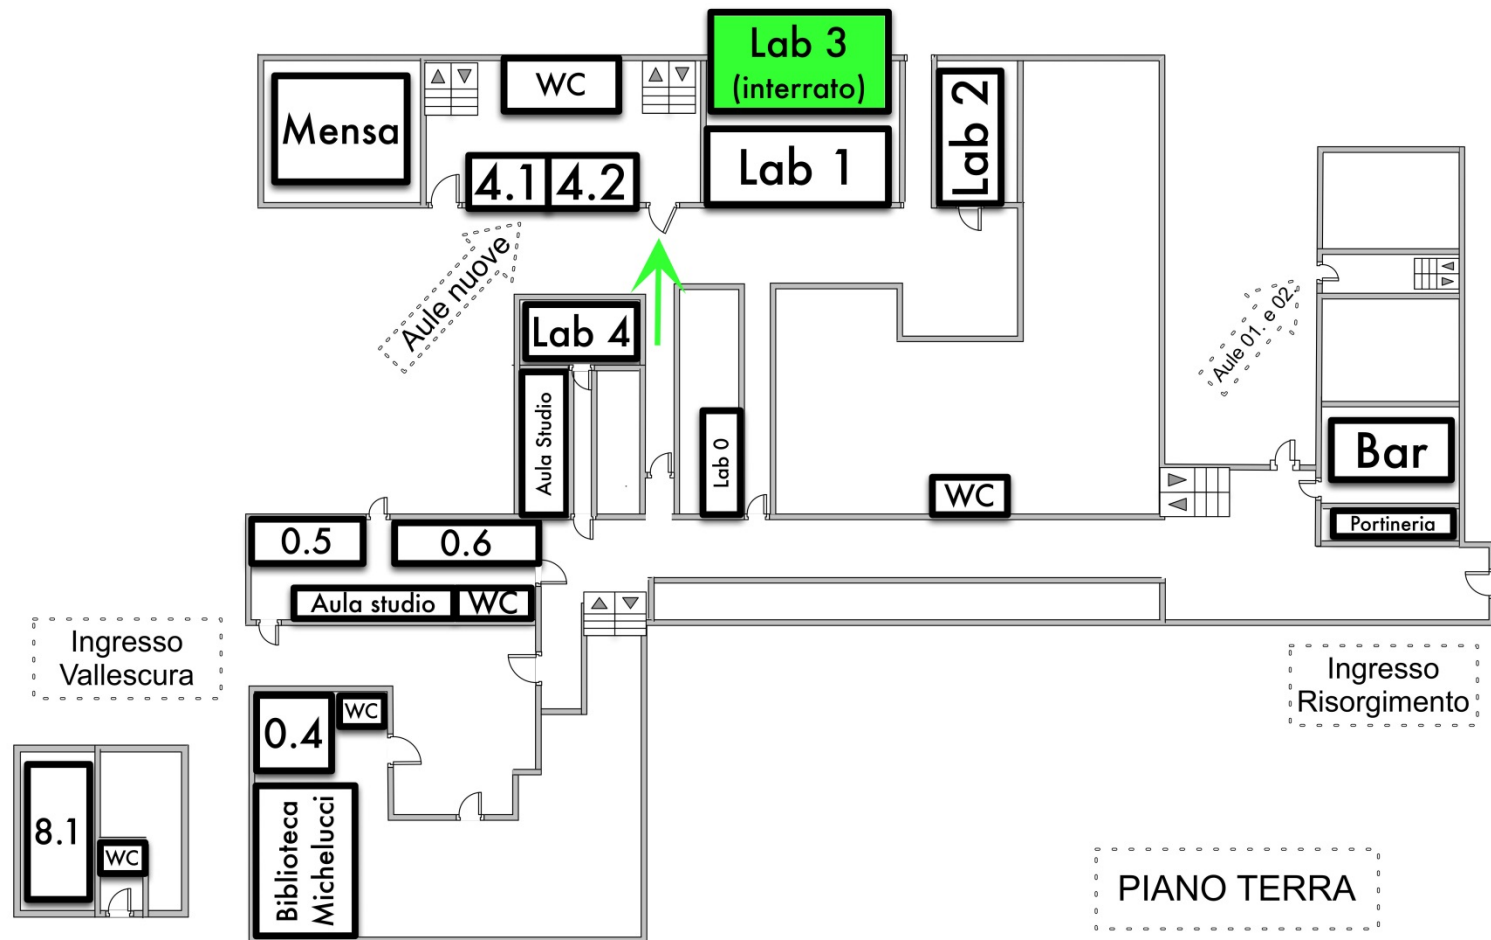 Lab 3
(interrato)
Mensa
WC
Lab 2
Lab 1
4.1
4.2
Aule nuove
Lab 4
Aule 01. e 02.
Aula Studio
Lab 0
Bar
WC
Portineria
0.5
0.6
Aula studio
WC
Ingresso
Vallescura
Ingresso
Risorgimento
0.4
WC
8.1
WC
Biblioteca
Michelucci
PIANO TERRA